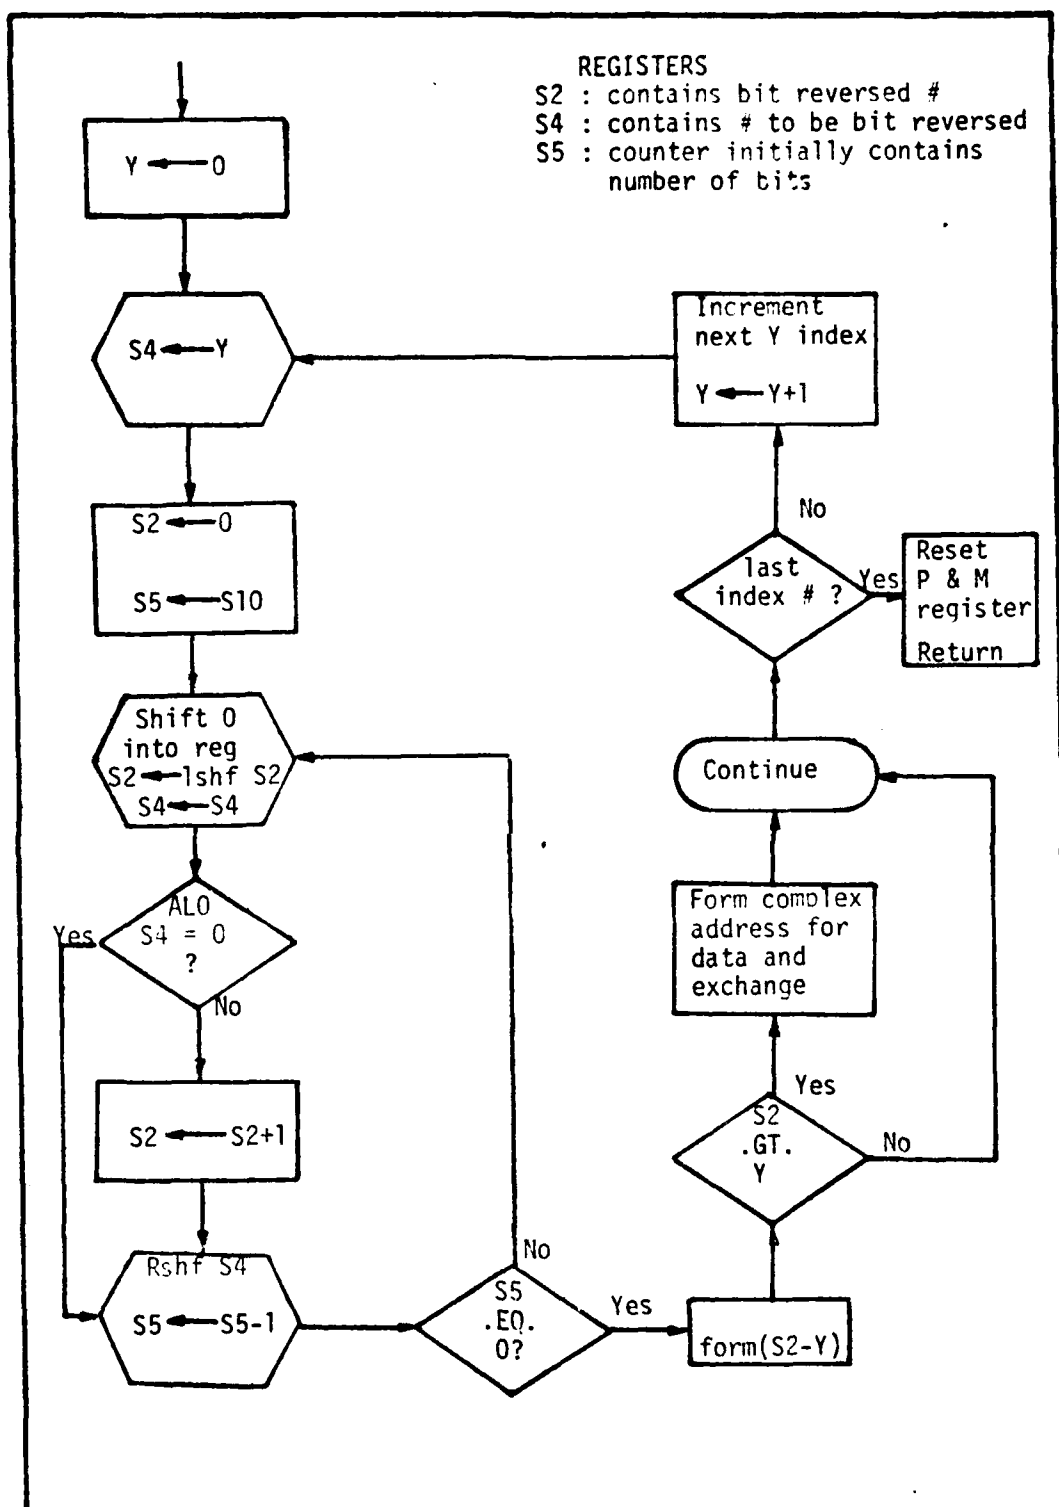 REGISTERS
S2 : contains bit reversed #
S4 : contains # to be bit reversed
S5 : counter initially contains
number of bits
Y ← 0
S4 ← Y
S2 ← 0
S5 ← S10
Shift 0
into reg
S2 ← lshf S2
S4 ← S4
ALO
S4 = 0
?
Yes
No
S2 ← S2+1
Rshf S4
S5 ← S5-1
S5
.EQ.
0?
No
Yes
form(S2-Y)
S2
.GT.
Y
Yes
No
Form complex
address for
data and
exchange
Continue
last
index # ?
Yes
No
Reset
P & M
register
Return
Increment
next Y index
Y ← Y+1